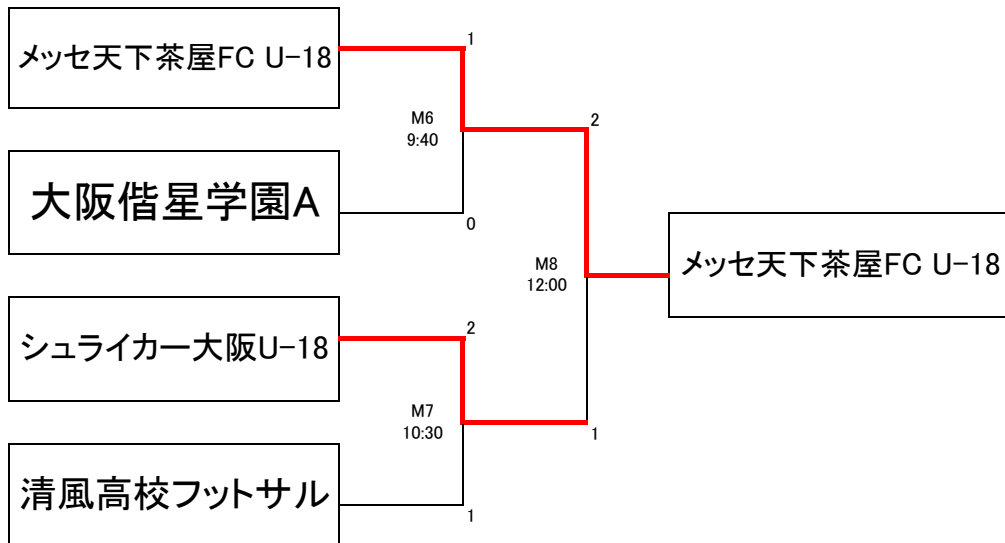 メッセ天下茶屋FC U-18
1
M6
9:40
2
大阪偕星学園A
0
M8
12:00
メッセ天下茶屋FC U-18
シュライカー大阪U-18
2
M7
10:30
1
清風高校フットサル
1